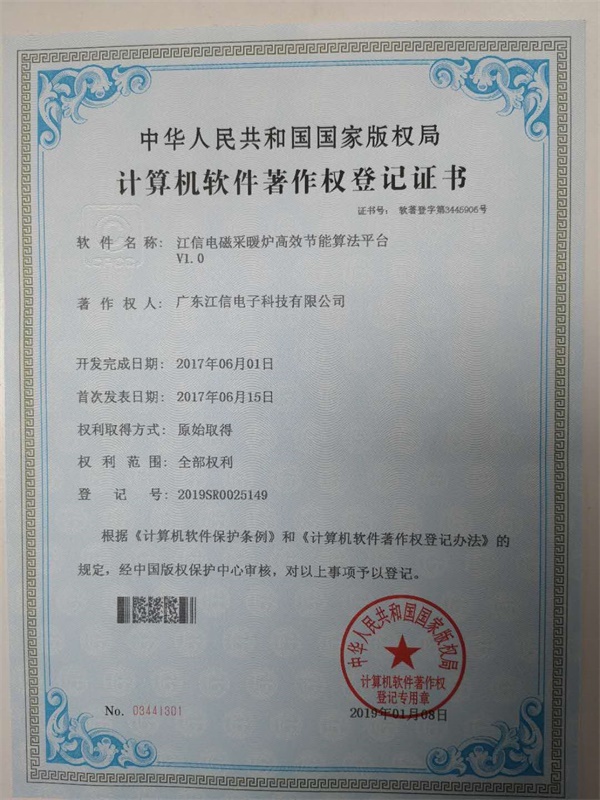 中华人民共和国国家版权局
计算机软件著作权登记证书
证书号： 软著登字第3445906号
软件名称： 江信电磁采暖炉高效节能算法平台
V1.0
著作权人： 广东江信电子科技有限公司
开发完成日期： 2017年06月01日
首次发表日期： 2017年06月15日
权利取得方式： 原始取得
权利范围： 全部权利
登记号： 2019SR0025149
根据《计算机软件保护条例》和《计算机软件著作权登记办法》的
规定，经中国版权保护中心审核，对以上事项予以登记。
中华人民共和国国家版权局
计算机软件著作权
登记专用章
No. 03441301
2019年01月08日